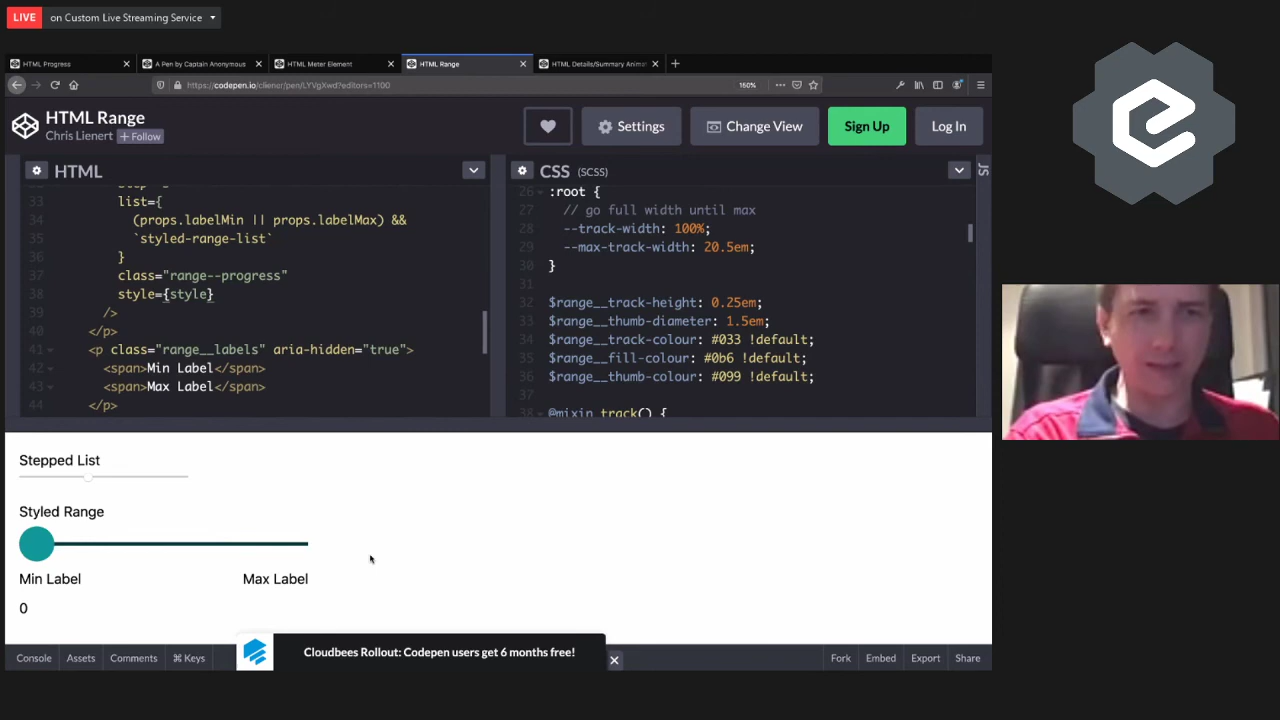 LIVE on Custom Live Streaming Service
HTML Progress
A Pen by Captain Anonymous
HTML Meter Element
HTML Range
HTML Details/Summary Animat
https://codepen.io/clienar/pen/LYVgXwd?editors=1100
150%
HTML Range
Chris Lienert
+ Follow
Settings
Change View
Sign Up
Log In
HTML
33 list={
34 (props.labelMin || props.labelMax) &&
35 `styled-range-list`
36 }
37 class="range--progress"
38 style={style}
39 />
40 </p>
41 <p class="range__labels" aria-hidden="true">
42 <span>Min Label</span>
43 <span>Max Label</span>
44 </p>
CSS (SCSS)
JS
26 :root {
27 // go full width until max
28 --track-width: 100%;
29 --max-track-width: 20.5em;
30 }
31
32 $range__track-height: 0.25em;
33 $range__thumb-diameter: 1.5em;
34 $range__track-colour: #033 !default;
35 $range__fill-colour: #0b6 !default;
36 $range__thumb-colour: #099 !default;
37
38 @mixin track() {
Stepped List
Styled Range
Min Label Max Label
0
Console
Assets
Comments
⌘ Keys
Cloudbees Rollout: Codepen users get 6 months free!
Fork
Embed
Export
Share